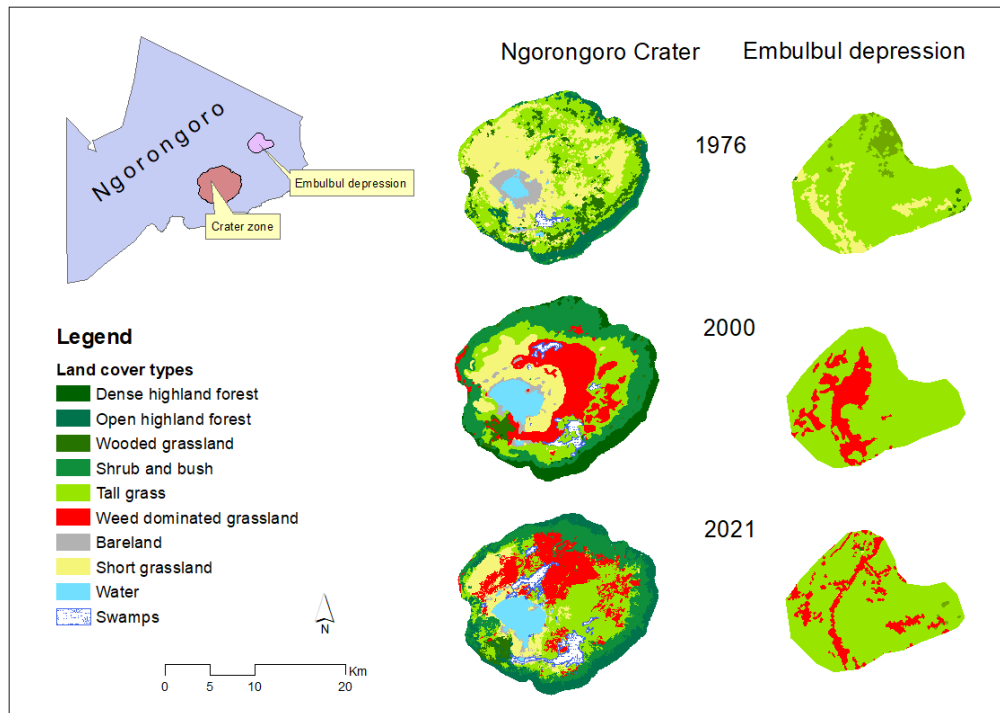 Ngorongoro Crater
Embulbul depression
Ngorongoro
Embulbul depression
Crater zone
1976
2000
2021
Legend
Land cover types
Dense highland forest
Open highland forest
Wooded grassland
Shrub and bush
Tall grass
Weed dominated grassland
Bareland
Short grassland
Water
Swamps
N
Km
0 5 10 20